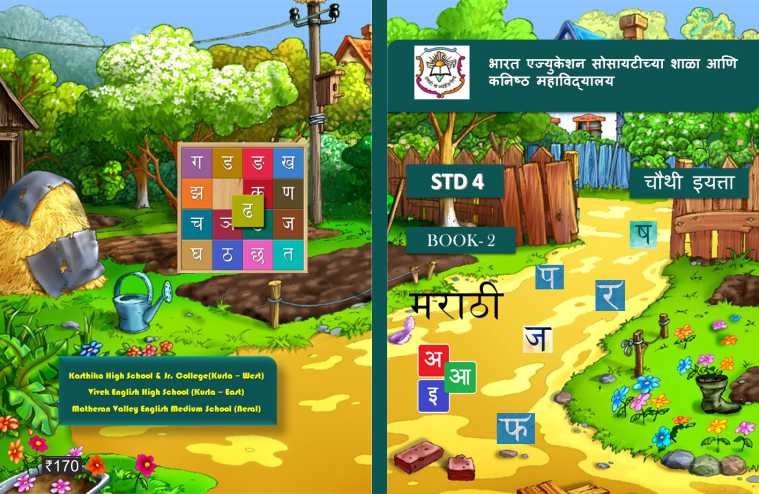 ग ड ङ ख
झ क ण
ढ
च ञ ज
घ ठ छ त
Karthika High School & Jr. College(Kurla – West)
Vivek English High School (Kurla – East)
Matheran Valley English Medium School (Neral)
₹170
भारत एज्युकेशन सोसायटीच्या शाळा आणि
कनिष्ठ महाविद्यालय
STD 4
चौथी इयत्ता
BOOK- 2
ष
प
र
मराठी
ज
अ
आ
इ
फ